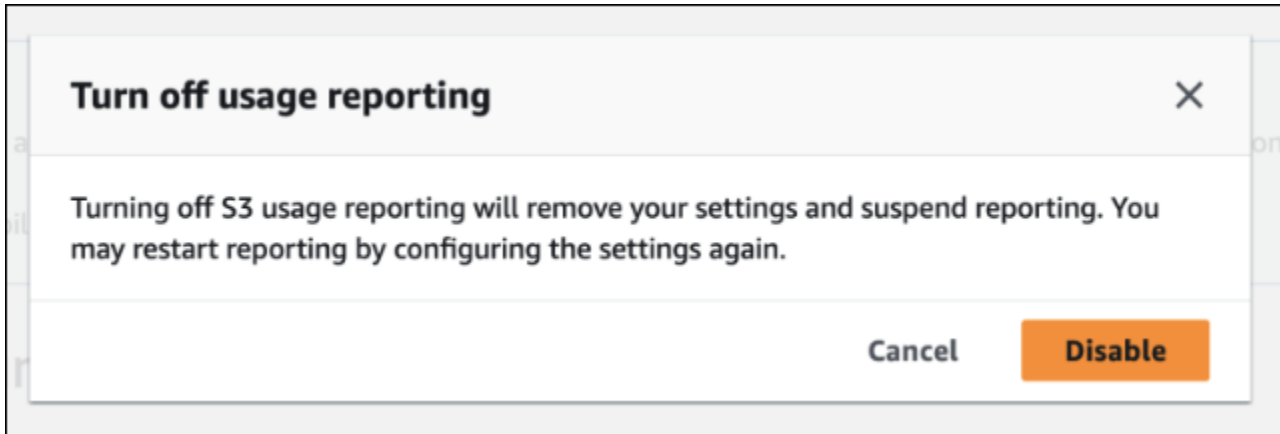 Turn off usage reporting
Turning off S3 usage reporting will remove your settings and suspend reporting. You
may restart reporting by configuring the settings again.
Cancel Disable